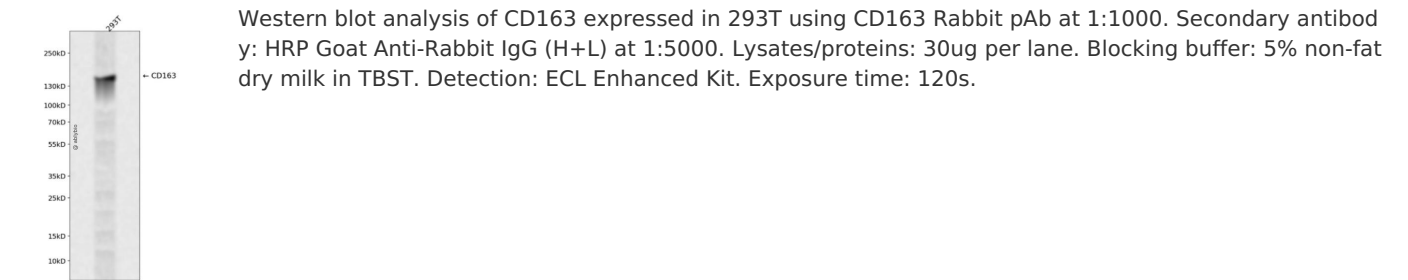 293T
250kD
← CD163
130kD
100kD
70kD
55kD
35kD
25kD
15kD
10kD
@ ablybio
Western blot analysis of CD163 expressed in 293T using CD163 Rabbit pAb at 1:1000. Secondary antibod
y: HRP Goat Anti-Rabbit IgG (H+L) at 1:5000. Lysates/proteins: 30ug per lane. Blocking buffer: 5% non-fat
dry milk in TBST. Detection: ECL Enhanced Kit. Exposure time: 120s.